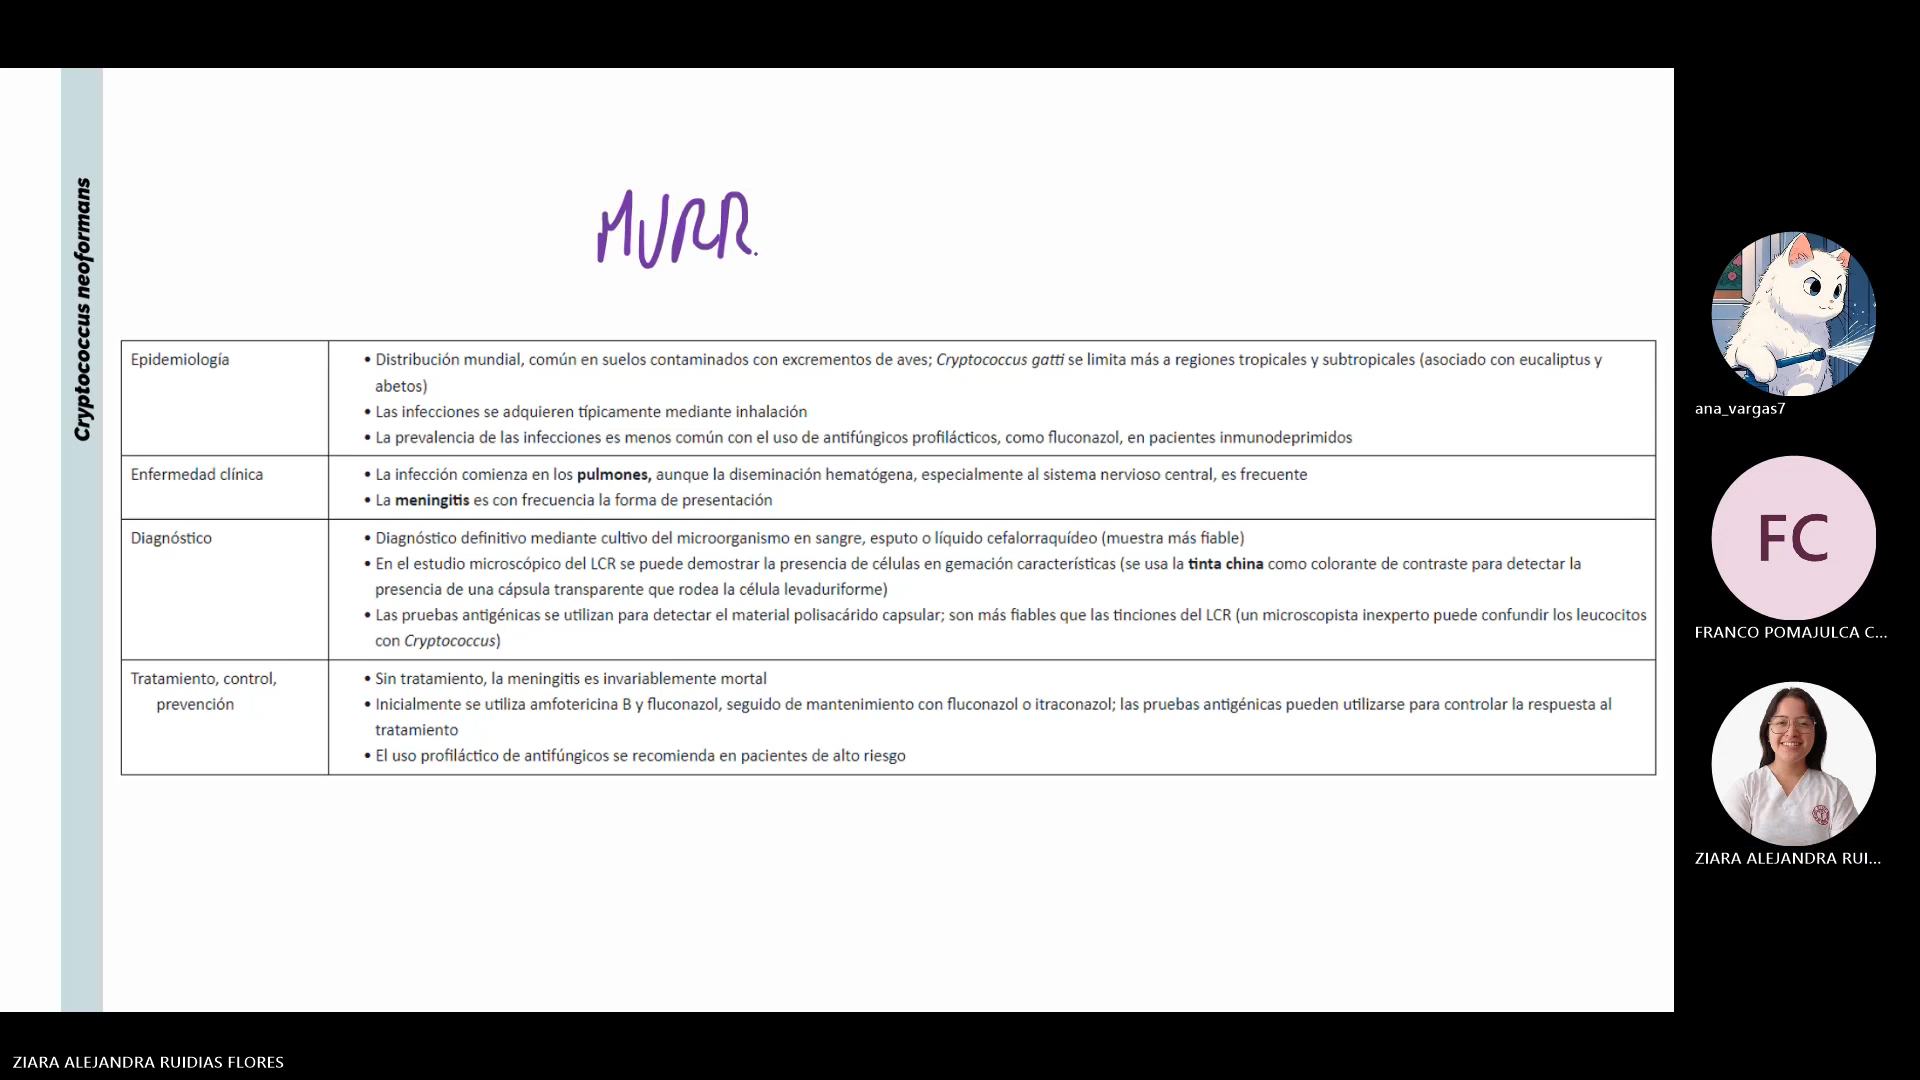 Cryptococcus neoformans
MURR.
Epidemiología
• Distribución mundial, común en suelos contaminados con excrementos de aves; Cryptococcus gatti se limita más a regiones tropicales y subtropicales (asociado con eucaliptus y
abetos)
• Las infecciones se adquieren típicamente mediante inhalación
• La prevalencia de las infecciones es menos común con el uso de antifúngicos profilácticos, como fluconazol, en pacientes inmunodeprimidos
Enfermedad clínica
• La infección comienza en los pulmones, aunque la diseminación hematógena, especialmente al sistema nervioso central, es frecuente
• La meningitis es con frecuencia la forma de presentación
Diagnóstico
• Diagnóstico definitivo mediante cultivo del microorganismo en sangre, esputo o líquido cefalorraquídeo (muestra más fiable)
• En el estudio microscópico del LCR se puede demostrar la presencia de células en gemación características (se usa la tinta china como colorante de contraste para detectar la
presencia de una cápsula transparente que rodea la célula levaduriforme)
• Las pruebas antigénicas se utilizan para detectar el material polisacárido capsular; son más fiables que las tinciones del LCR (un microscopista inexperto puede confundir los leucocitos
con Cryptococcus)
Tratamiento, control,
prevención
• Sin tratamiento, la meningitis es invariablemente mortal
• Inicialmente se utiliza amfotericina B y fluconazol, seguido de mantenimiento con fluconazol o itraconazol; las pruebas antigénicas pueden utilizarse para controlar la respuesta al
tratamiento
• El uso profiláctico de antifúngicos se recomienda en pacientes de alto riesgo
ana_vargas7
FC
FRANCO POMAJULCA C...
ZIARA ALEJANDRA RUI...
ZIARA ALEJANDRA RUIDIAS FLORES